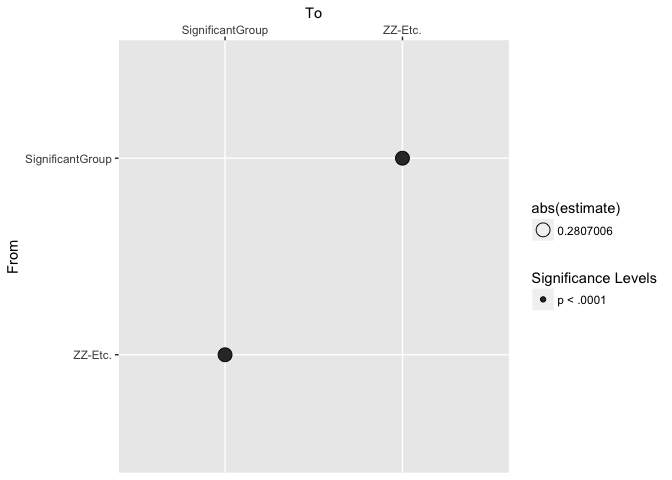 To
SignificantGroup ZZ-Etc.
SignificantGroup
From
ZZ-Etc.
abs(estimate)
0.2807006
Significance Levels
p < .0001